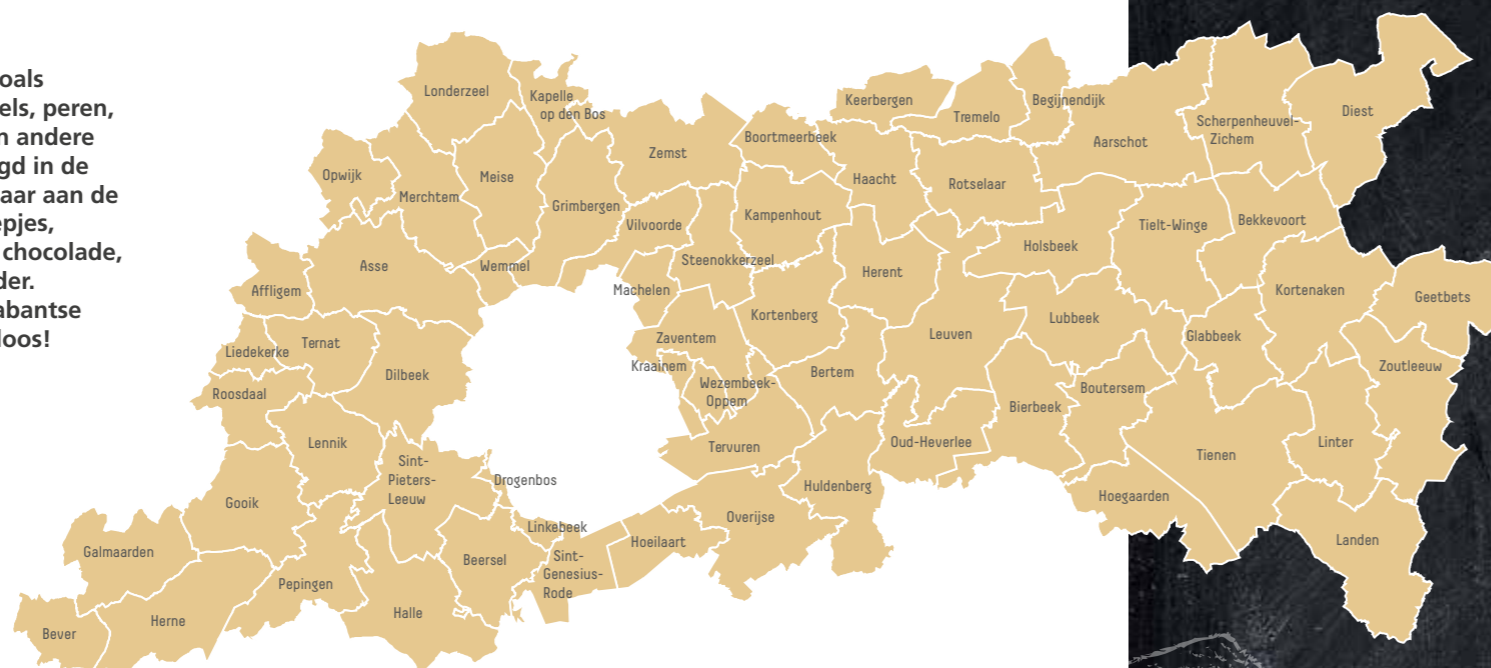 oals
els, peren,
n andere
gd in de
aar aan de
epjes,
chocolade,
der.
abantse
loos!
Londerzeel
Kapelle
op den Bos
Keerbergen
Tremelo
Begijnendijk
Aarschot
Scherpenheuvel-
Zichem
Diest
Zemst
Boortmeerbeek
Haacht
Rotselaar
Opwijk
Merchtem
Meise
Grimbergen
Vilvoorde
Kampenhout
Holsbeek
Tielt-Winge
Bekkevoort
Asse
Wemmel
Steenokkerzeel
Herent
Affligem
Machelen
Kortenberg
Leuven
Lubbeek
Glabbeek
Kortenaken
Geetbets
Liedekerke
Ternat
Dilbeek
Zaventem
Kraainem
Wezembeek-
Oppem
Bertem
Zoutleeuw
Roosdaal
Bierbeek
Boutersem
Lennik
Sint-
Pieters-
Leeuw
Drogenbos
Tervuren
Oud-Heverlee
Tienen
Linter
Gooik
Huldenberg
Hoegaarden
Galmaarden
Linkebeek
Sint-
Genesius-
Rode
Hoeilaart
Overijse
Landen
Beersel
Pepingen
Halle
Herne
Bever